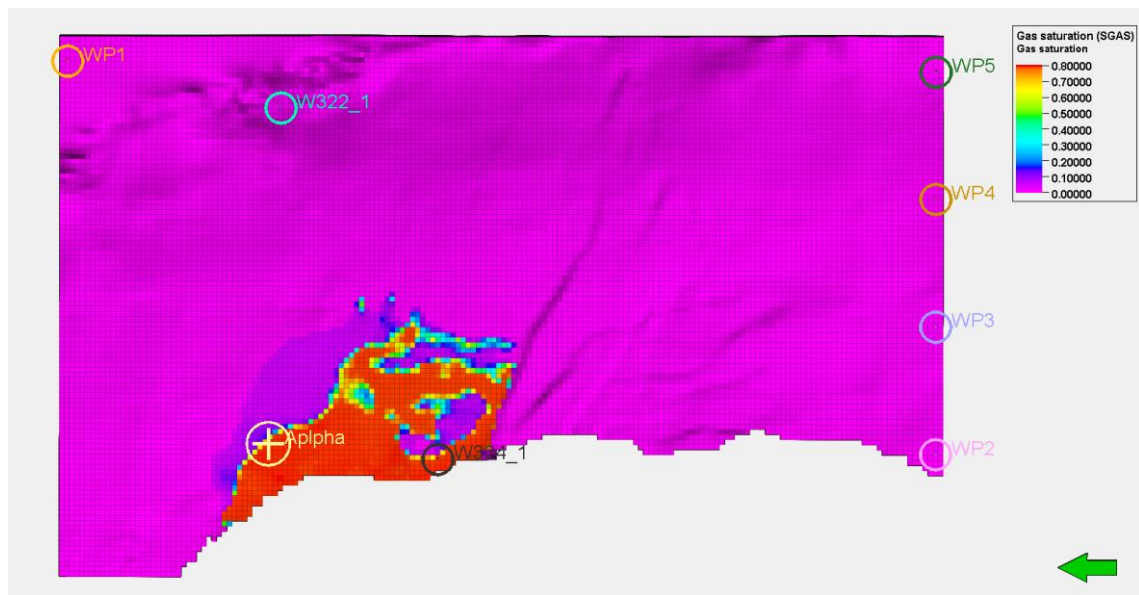 WP1
W322_1
WP5
WP4
WP3
WP2
Aplpha
W334_1
Gas saturation (SGAS)
Gas saturation
0.80000
0.70000
0.60000
0.50000
0.40000
0.30000
0.20000
0.10000
0.00000